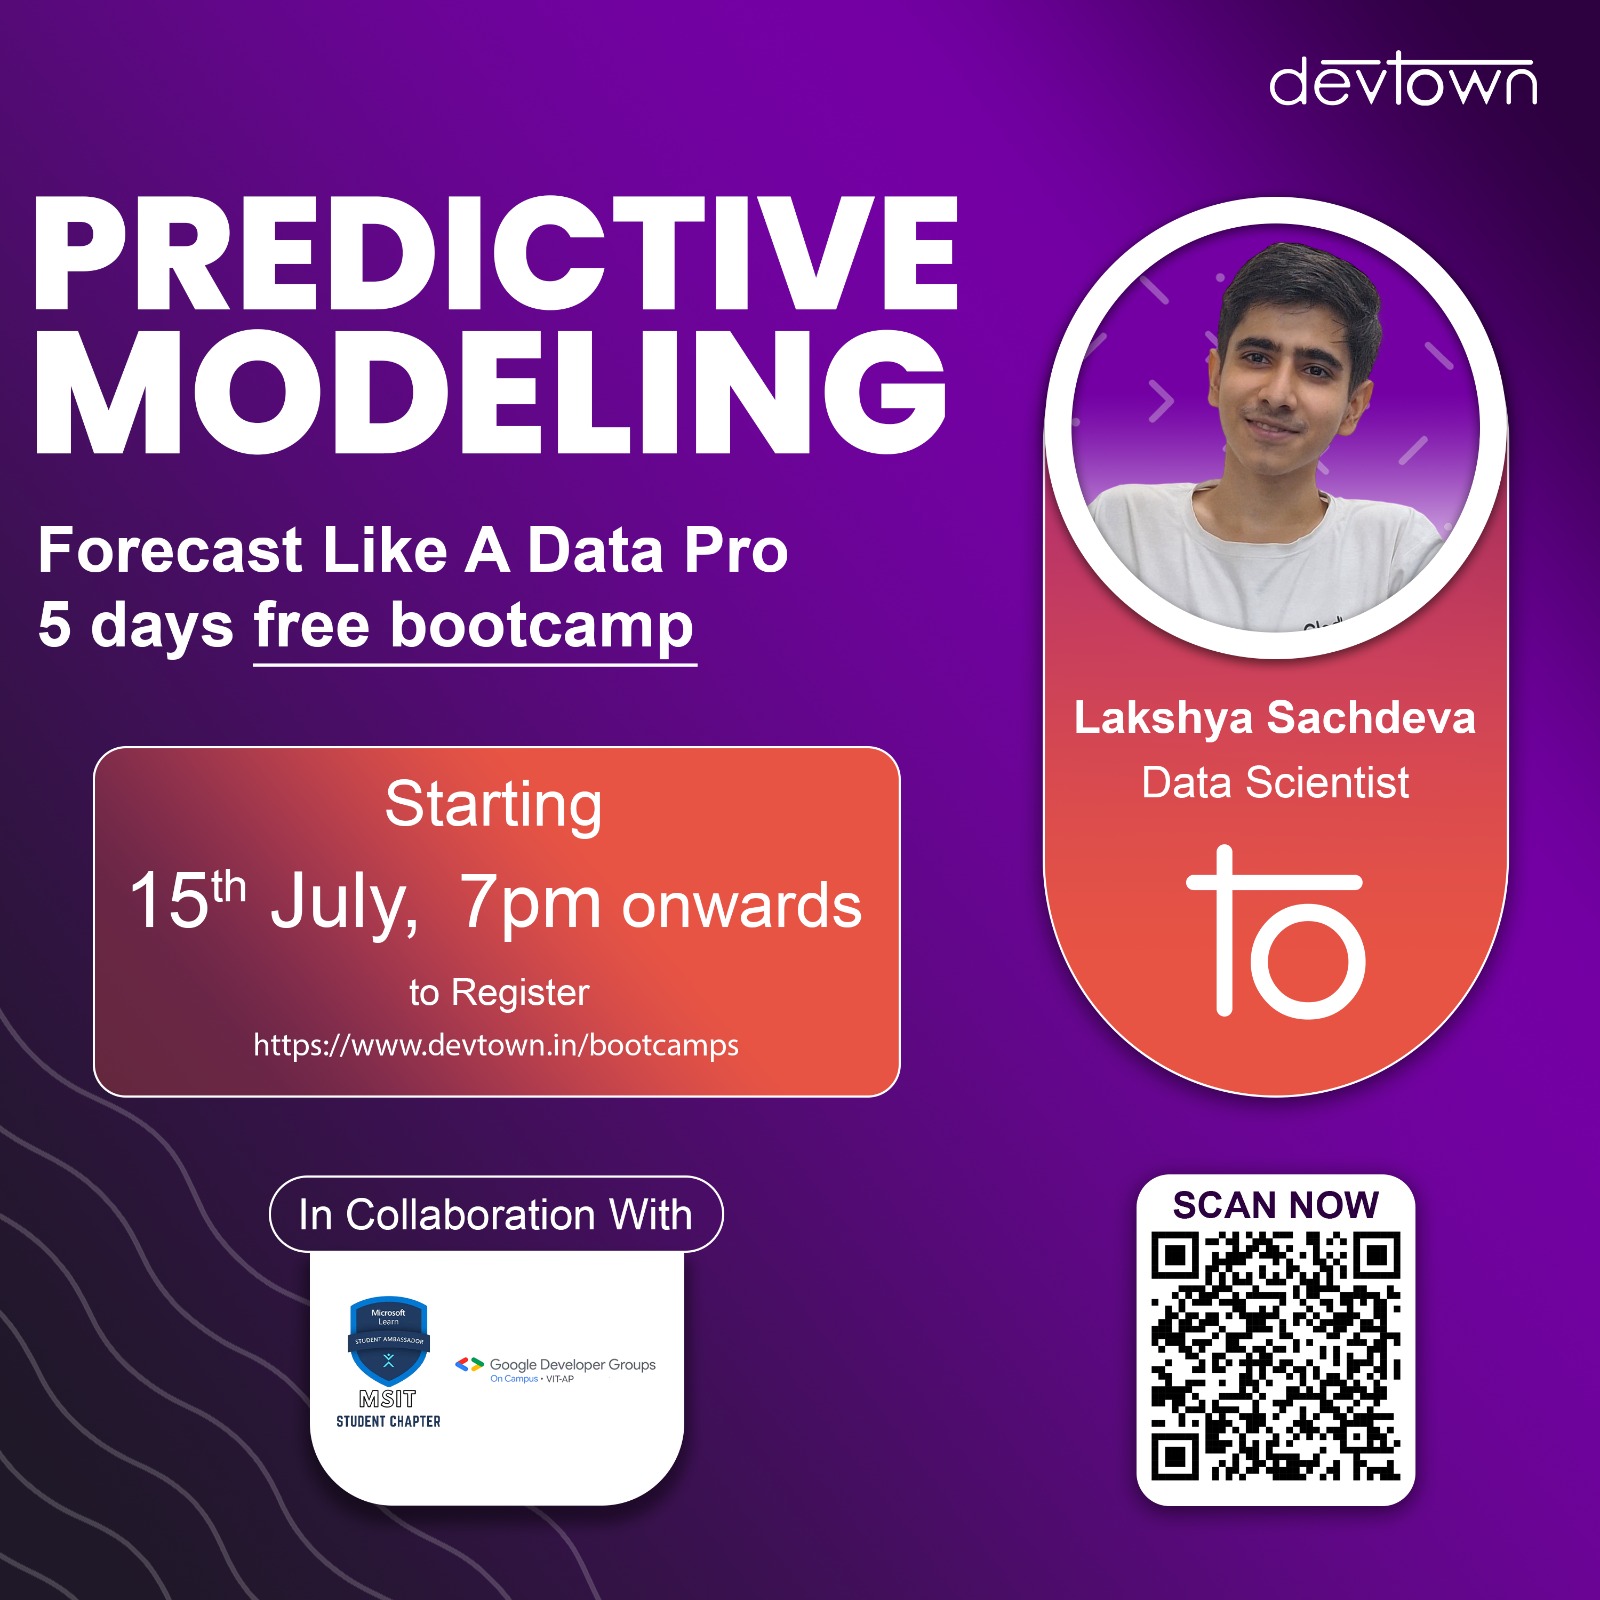 devtown
PREDICTIVE
MODELING
Forecast Like A Data Pro
5 days free bootcamp
Starting
15th July, 7pm onwards
to Register
https://www.devtown.in/bootcamps
Lakshya Sachdeva
Data Scientist
to
In Collaboration With
Microsoft
Learn
STUDENT AMBASSADOR
MSIT
STUDENT CHAPTER
Google Developer Groups
On Campus • VIT-AP
SCAN NOW